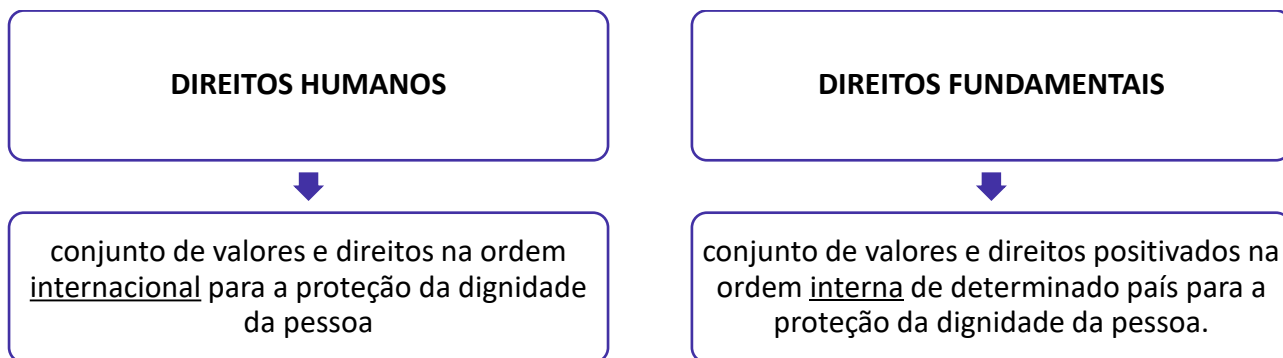 DIREITOS HUMANOS
conjunto de valores e direitos na ordem
internacional para a proteção da dignidade
da pessoa
DIREITOS FUNDAMENTAIS
conjunto de valores e direitos positivados na
ordem interna de determinado país para a
proteção da dignidade da pessoa.